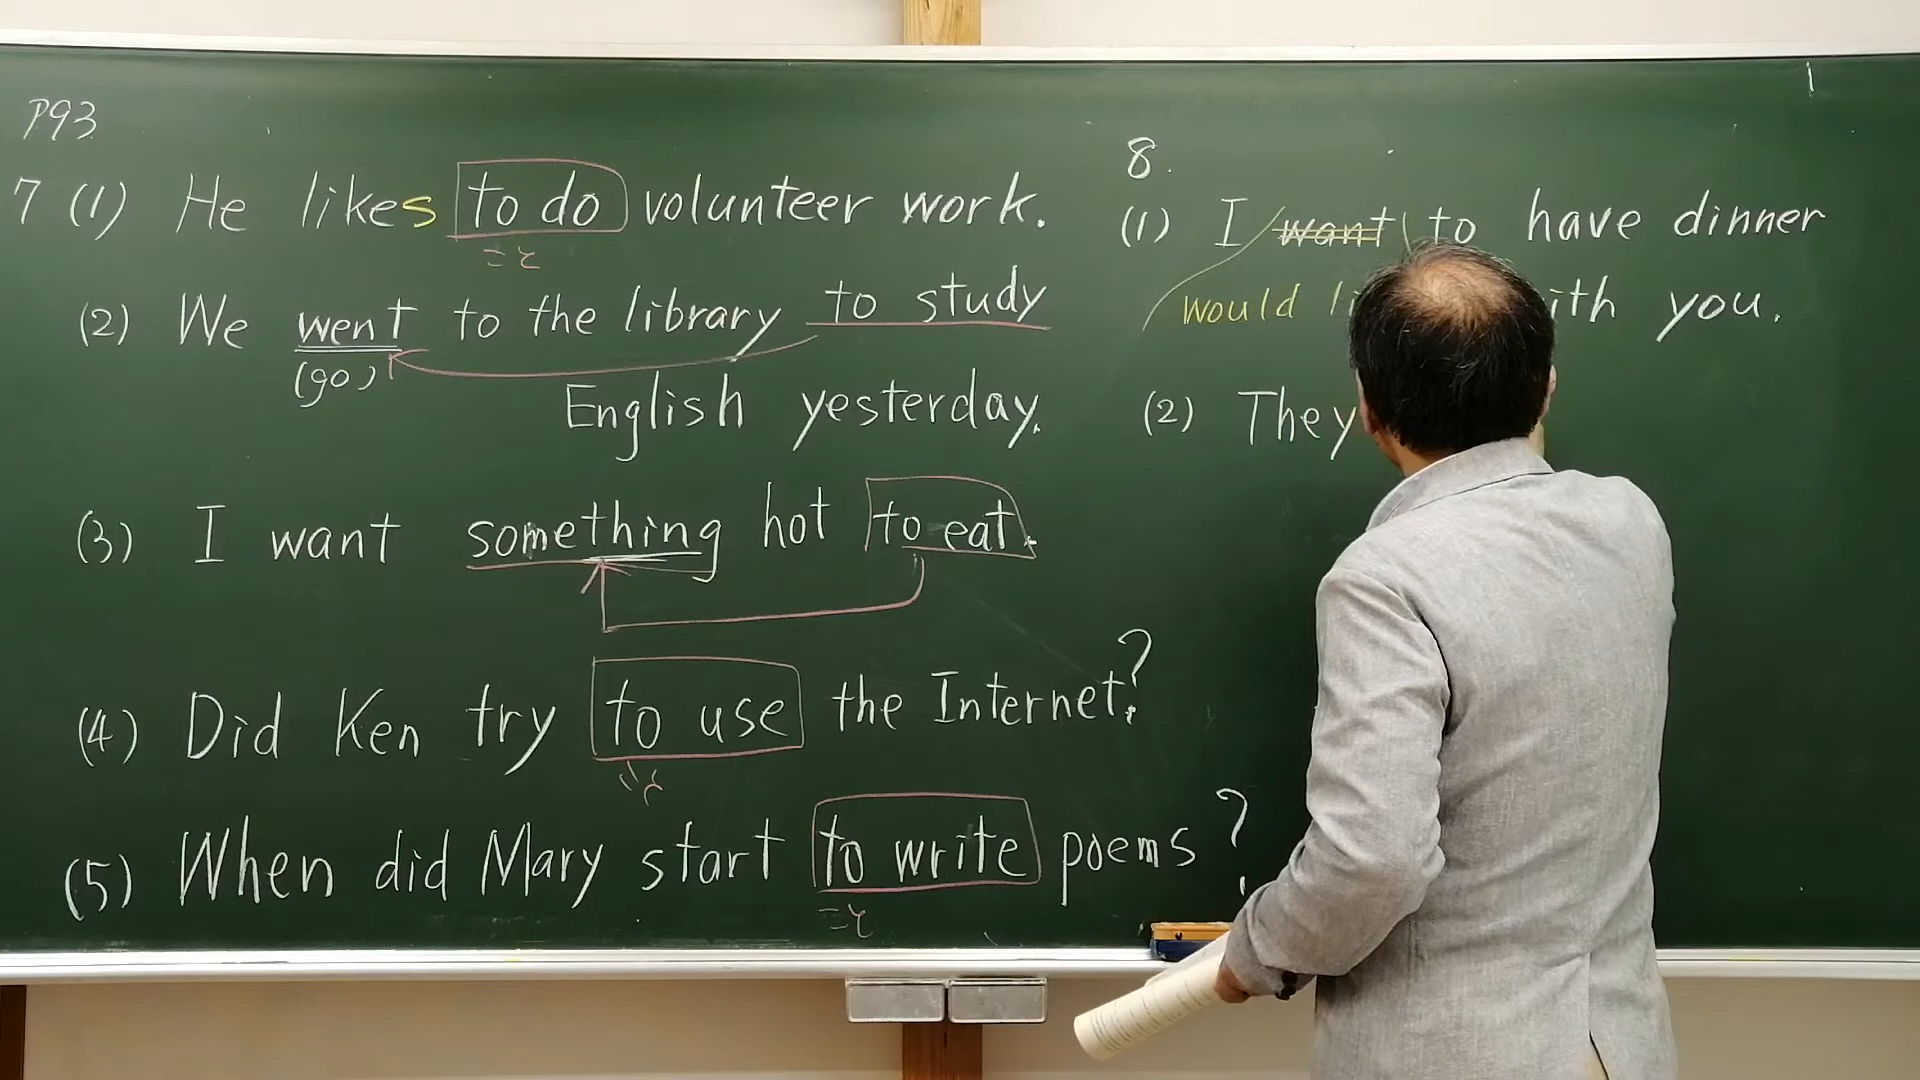 P93
7 (1) He likes to do volunteer work.
こと
(2) We went to the library to study
(go)
English yesterday.
(3) I want something hot to eat.
(4) Did Ken try to use the Internet?
こと
(5) When did Mary start to write poems?
こと
8.
(1) I want to have dinner
would li ith you.
(2) They